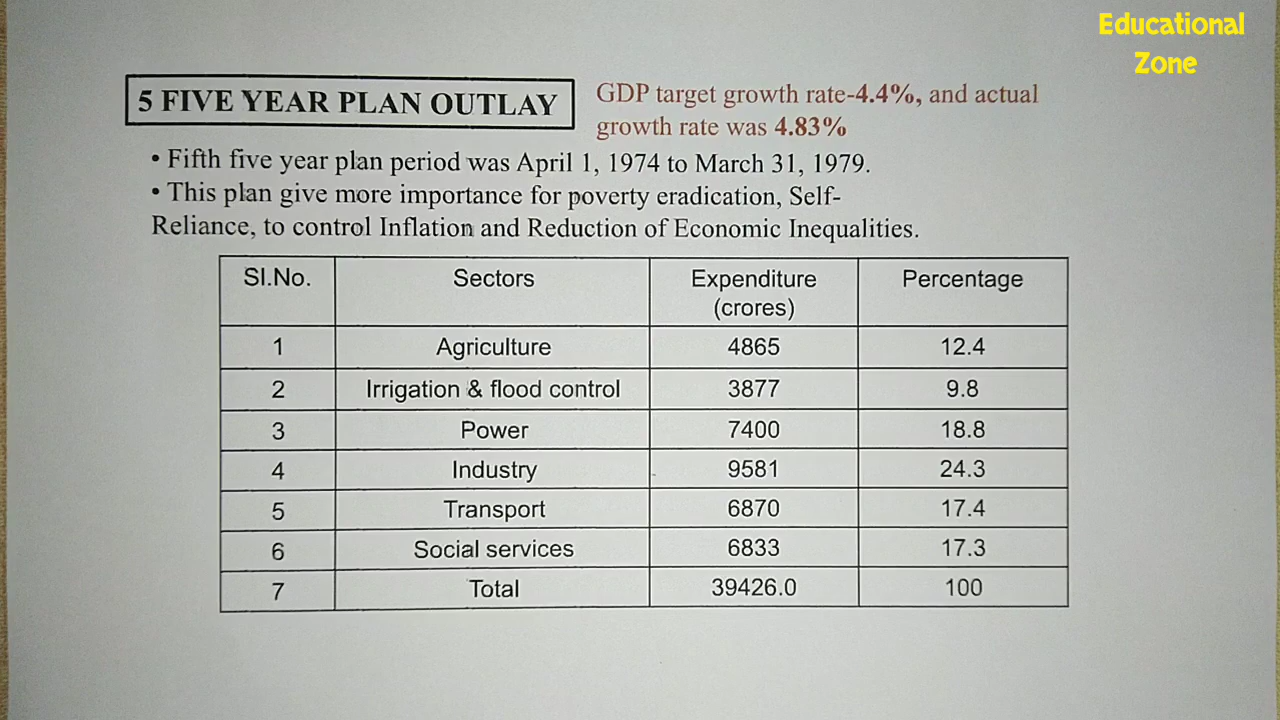 Educational
Zone
5 FIVE YEAR PLAN OUTLAY
GDP target growth rate-4.4%, and actual
growth rate was 4.83%
• Fifth five year plan period was April 1, 1974 to March 31, 1979.
• This plan give more importance for poverty eradication, Self-
Reliance, to control Inflation and Reduction of Economic Inequalities.
Sl.No. Sectors Expenditure (crores) Percentage
1 Agriculture 4865 12.4
2 Irrigation & flood control 3877 9.8
3 Power 7400 18.8
4 Industry 9581 24.3
5 Transport 6870 17.4
6 Social services 6833 17.3
7 Total 39426.0 100